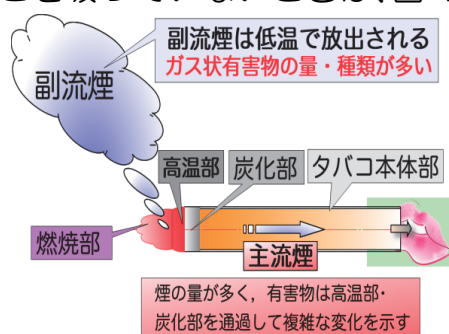 副流煙は低温で放出される
ガス状有害物の量・種類が多い
副流煙
高温部
炭化部
タバコ本体部
燃焼部
主流煙
煙の量が多く，有害物は高温部・
炭化部を通過して複雑な変化を示す